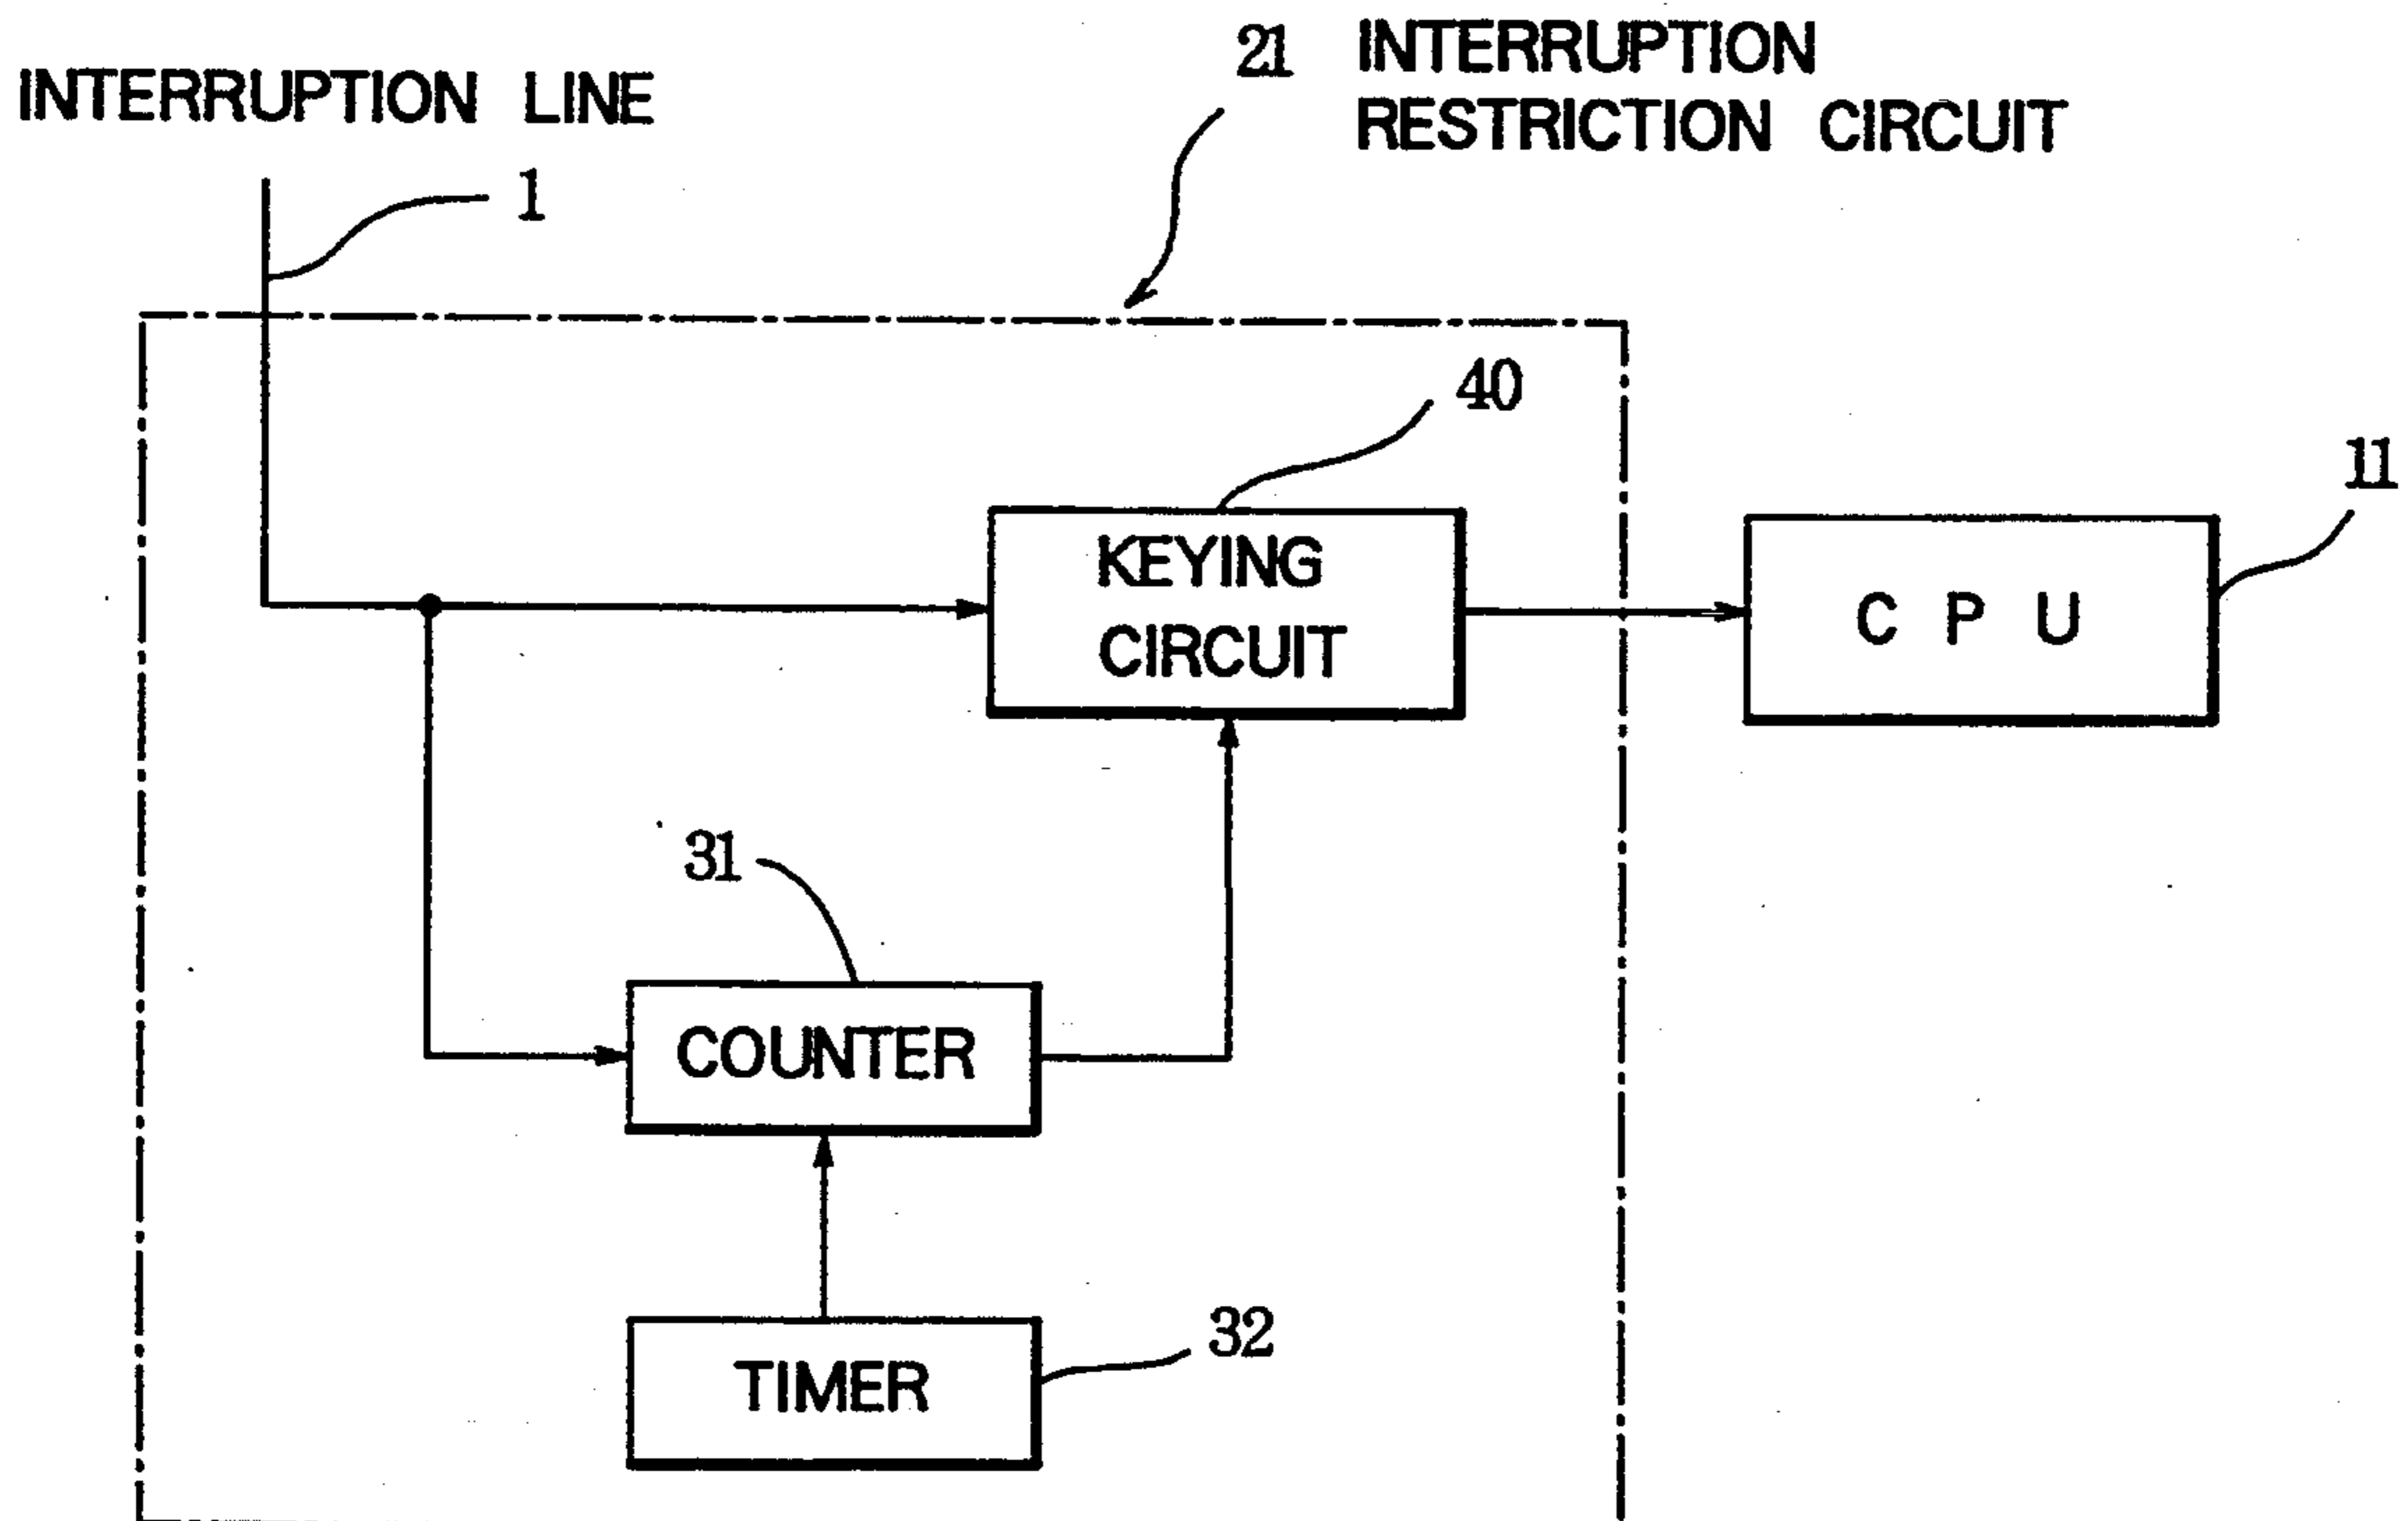 21
INTERRUPTION
RESTRICTION CIRCUIT
INTERRUPTION LINE
1
40
11
KEYING
CIRCUIT
C P U
31
COUNTER
32
TIMER